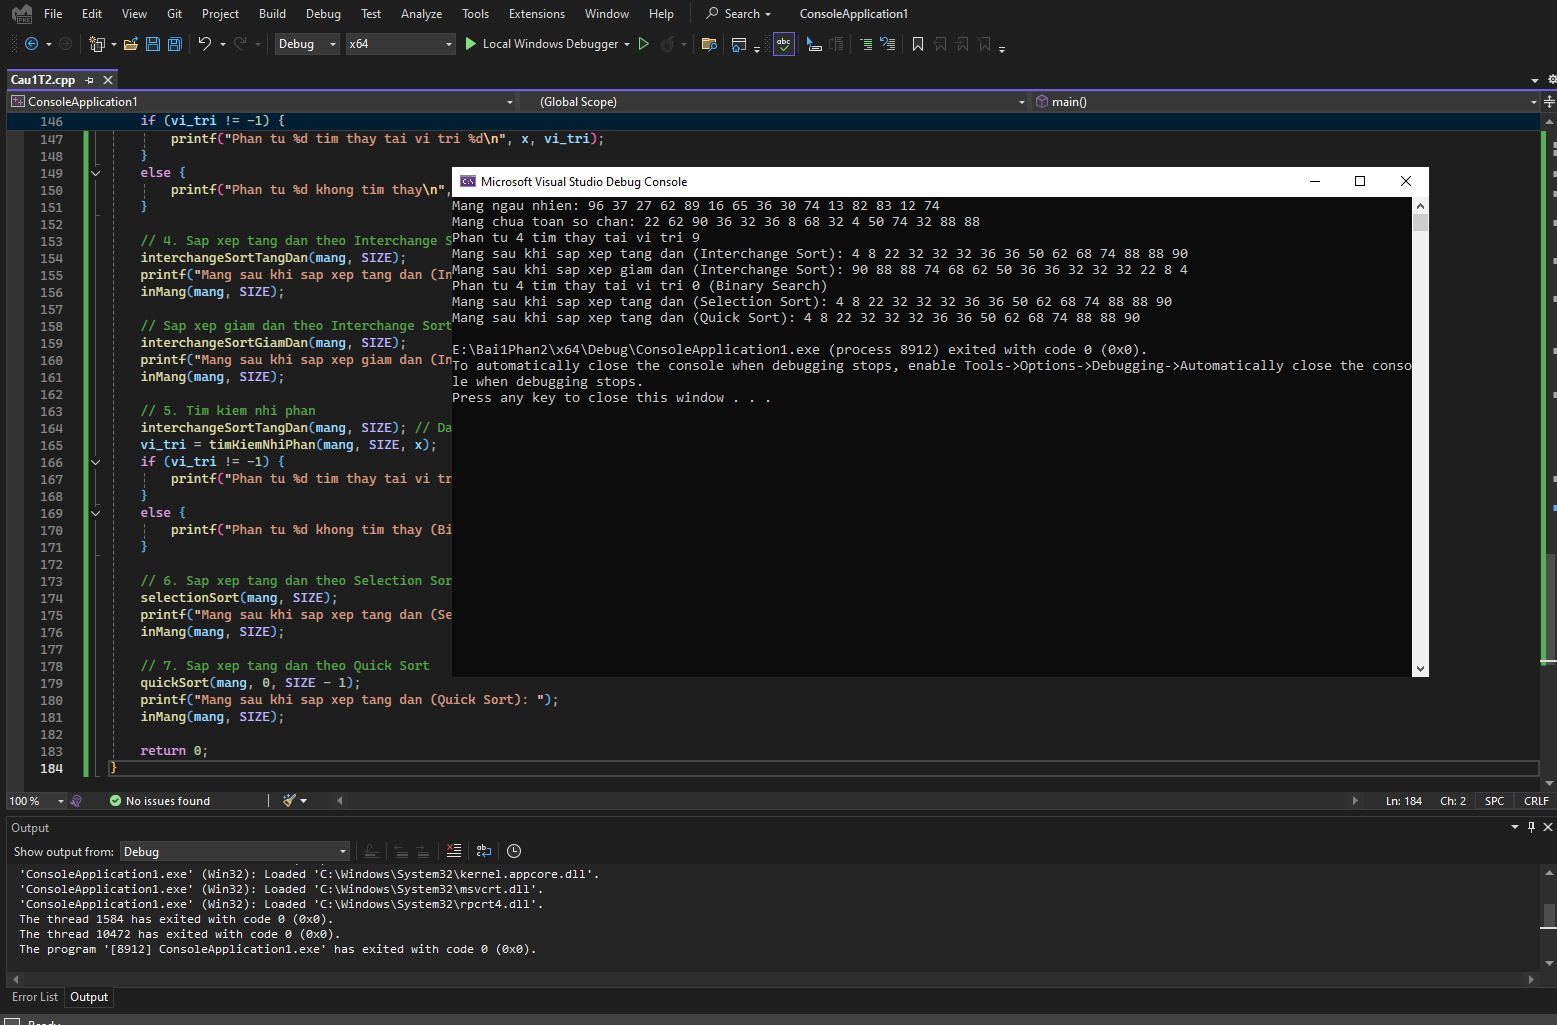 File Edit View Git Project Build Debug Test Analyze Tools Extensions Window Help Search ConsoleApplication1
Debug x64 Local Windows Debugger
Cau1T2.cpp
ConsoleApplication1 (Global Scope) main()
146 if (vi_tri != -1) {
147 printf("Phan tu %d tim thay tai vi tri %d\n", x, vi_tri);
148 }
149 else {
150 printf("Phan tu %d khong tim thay\n",
151 }
152
153 // 4. Sap xep tang dan theo Interchange S
154 interchangeSortTangDan(mang, SIZE);
155 printf("Mang sau khi sap xep tang dan (In
156 inMang(mang, SIZE);
157
158 // Sap xep giam dan theo Interchange Sort
159 interchangeSortGiamDan(mang, SIZE);
160 printf("Mang sau khi sap xep giam dan (In
161 inMang(mang, SIZE);
162
163 // 5. Tim kiem nhi phan
164 interchangeSortTangDan(mang, SIZE); // Da
165 vi_tri = timKiemNhiPhan(mang, SIZE, x);
166 if (vi_tri != -1) {
167 printf("Phan tu %d tim thay tai vi tr
168 }
169 else {
170 printf("Phan tu %d khong tim thay (Bi
171 }
172
173 // 6. Sap xep tang dan theo Selection Sor
174 selectionSort(mang, SIZE);
175 printf("Mang sau khi sap xep tang dan (Se
176 inMang(mang, SIZE);
177
178 // 7. Sap xep tang dan theo Quick Sort
179 quickSort(mang, 0, SIZE - 1);
180 printf("Mang sau khi sap xep tang dan (Quick Sort): ");
181 inMang(mang, SIZE);
182
183 return 0;
184 }
Microsoft Visual Studio Debug Console
Mang ngau nhien: 96 37 27 62 89 16 65 36 30 74 13 82 83 12 74
Mang chua toan so chan: 22 62 90 36 32 36 8 68 32 4 50 74 32 88 88
Phan tu 4 tim thay tai vi tri 9
Mang sau khi sap xep tang dan (Interchange Sort): 4 8 22 32 32 32 36 36 50 62 68 74 88 88 90
Mang sau khi sap xep giam dan (Interchange Sort): 90 88 88 74 68 62 50 36 36 32 32 32 22 8 4
Phan tu 4 tim thay tai vi tri 0 (Binary Search)
Mang sau khi sap xep tang dan (Selection Sort): 4 8 22 32 32 32 36 36 50 62 68 74 88 88 90
Mang sau khi sap xep tang dan (Quick Sort): 4 8 22 32 32 32 36 36 50 62 68 74 88 88 90
E:\Bai1Phan2\x64\Debug\ConsoleApplication1.exe (process 8912) exited with code 0 (0x0).
To automatically close the console when debugging stops, enable Tools->Options->Debugging->Automatically close the conso
le when debugging stops.
Press any key to close this window . . .
100 % No issues found Ln: 184 Ch: 2 SPC CRLF
Output
Show output from: Debug
'ConsoleApplication1.exe' (Win32): Loaded 'C:\Windows\System32\kernel.appcore.dll'.
'ConsoleApplication1.exe' (Win32): Loaded 'C:\Windows\System32\msvcrt.dll'.
'ConsoleApplication1.exe' (Win32): Loaded 'C:\Windows\System32\rpcrt4.dll'.
The thread 1584 has exited with code 0 (0x0).
The thread 10472 has exited with code 0 (0x0).
The program '[8912] ConsoleApplication1.exe' has exited with code 0 (0x0).
Error List Output
Ready